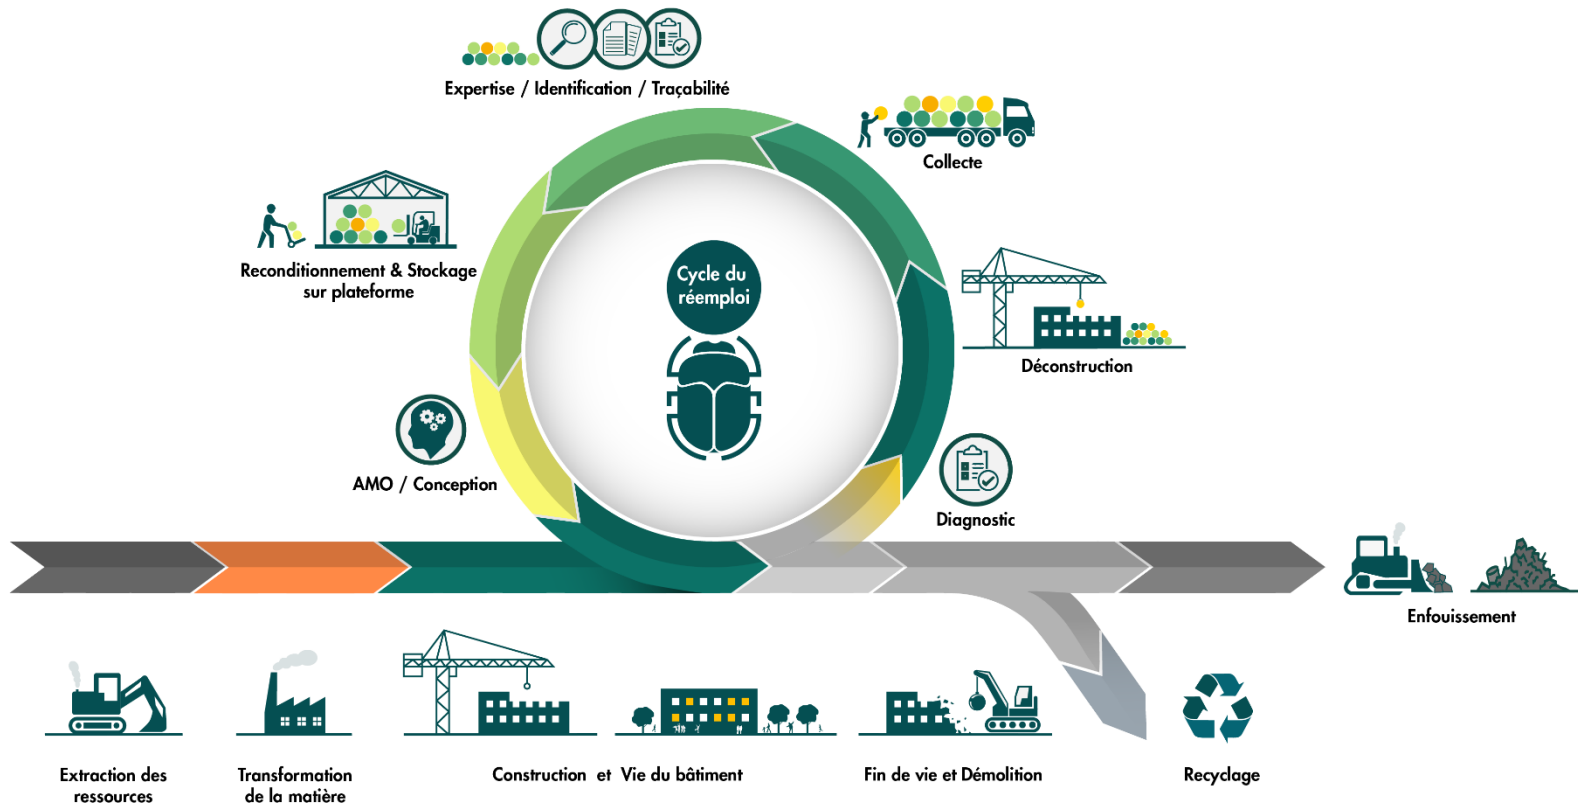 Expertise / Identification / Traçabilité
Collecte
Reconditionnement & Stockage
sur plateforme
Cycle du
réemploi
Déconstruction
AMO / Conception
Diagnostic
Enfouissement
Extraction des
ressources
Transformation
de la matière
Construction et Vie du bâtiment
Fin de vie et Démolition
Recyclage